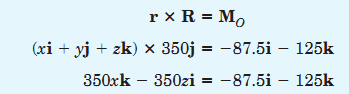 r × R = M_O
(xi + yj + zk) × 350j = −87.5i − 125k
350xk − 350zi = −87.5i − 125k